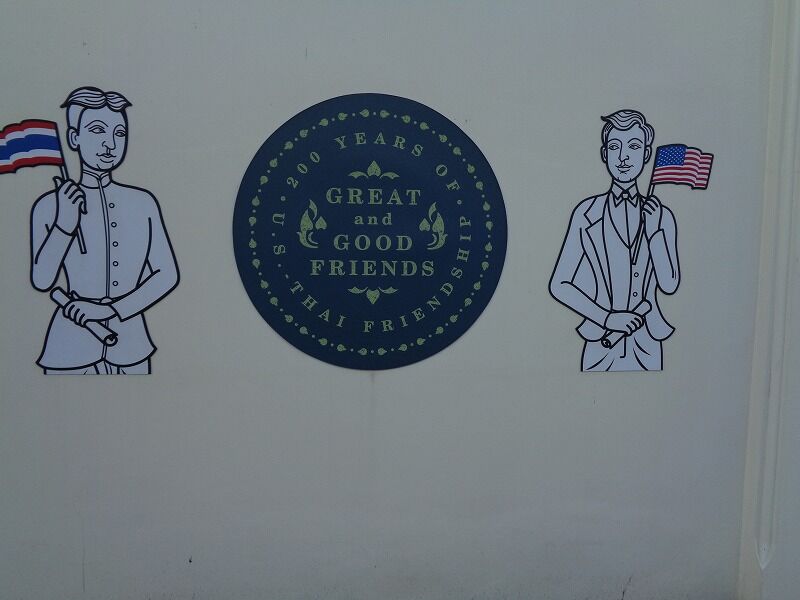 200 YEARS OF
U.S.-THAI FRIENDSHIP
GREAT
and
GOOD
FRIENDS